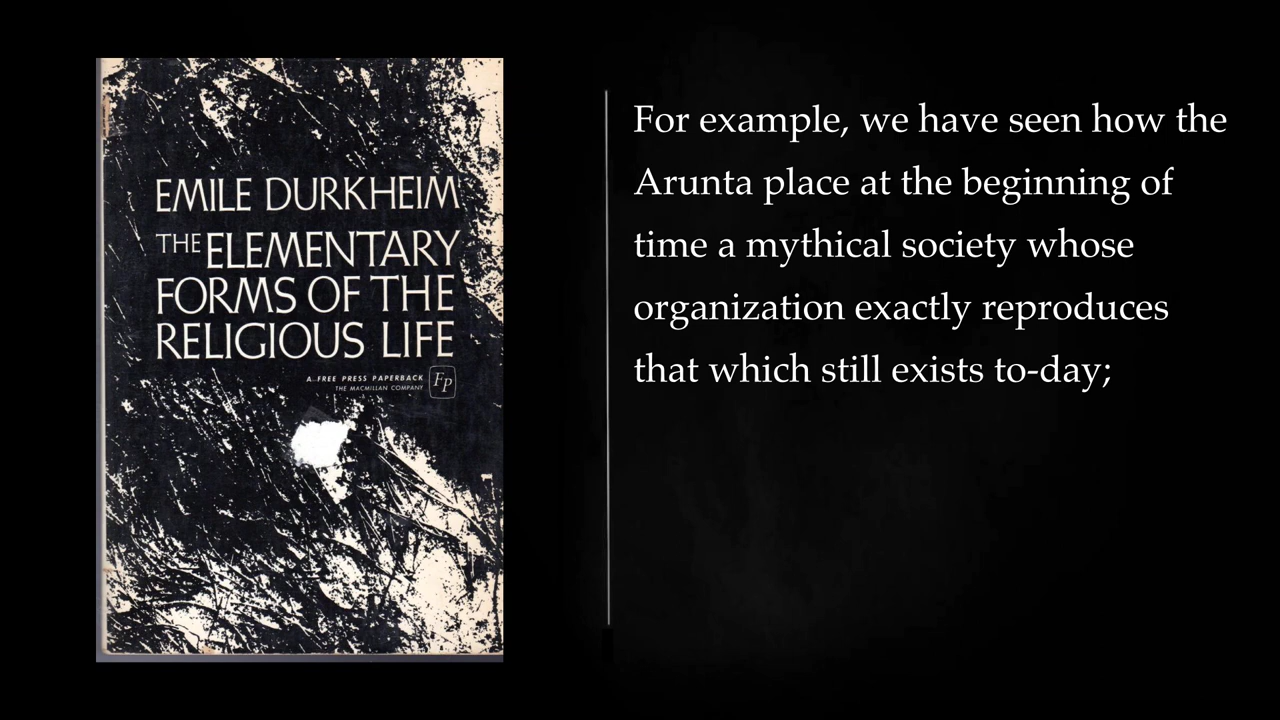 EMILE DURKHEIM
THE ELEMENTARY
FORMS OF THE
RELIGIOUS LIFE
A FREE PRESS PAPERBACK
THE MACMILLAN COMPANY
Fp
For example, we have seen how the
Arunta place at the beginning of
time a mythical society whose
organization exactly reproduces
that which still exists to-day;